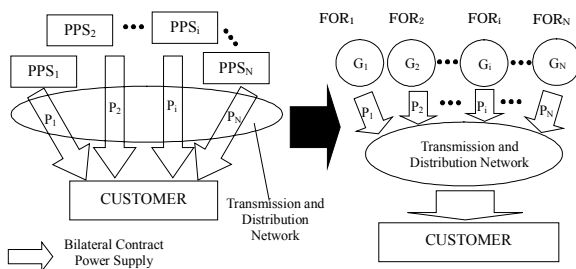 PPS1
PPS2
PPSi
PPSN
P1
P2
Pi
PN
CUSTOMER
Transmission and
Distribution
Network
Bilateral Contract
Power Supply
FOR1
FOR2
FORi
FORN
G1
G2
Gi
GN
P1
P2
Pi
PN
Transmission and
Distribution Network
CUSTOMER